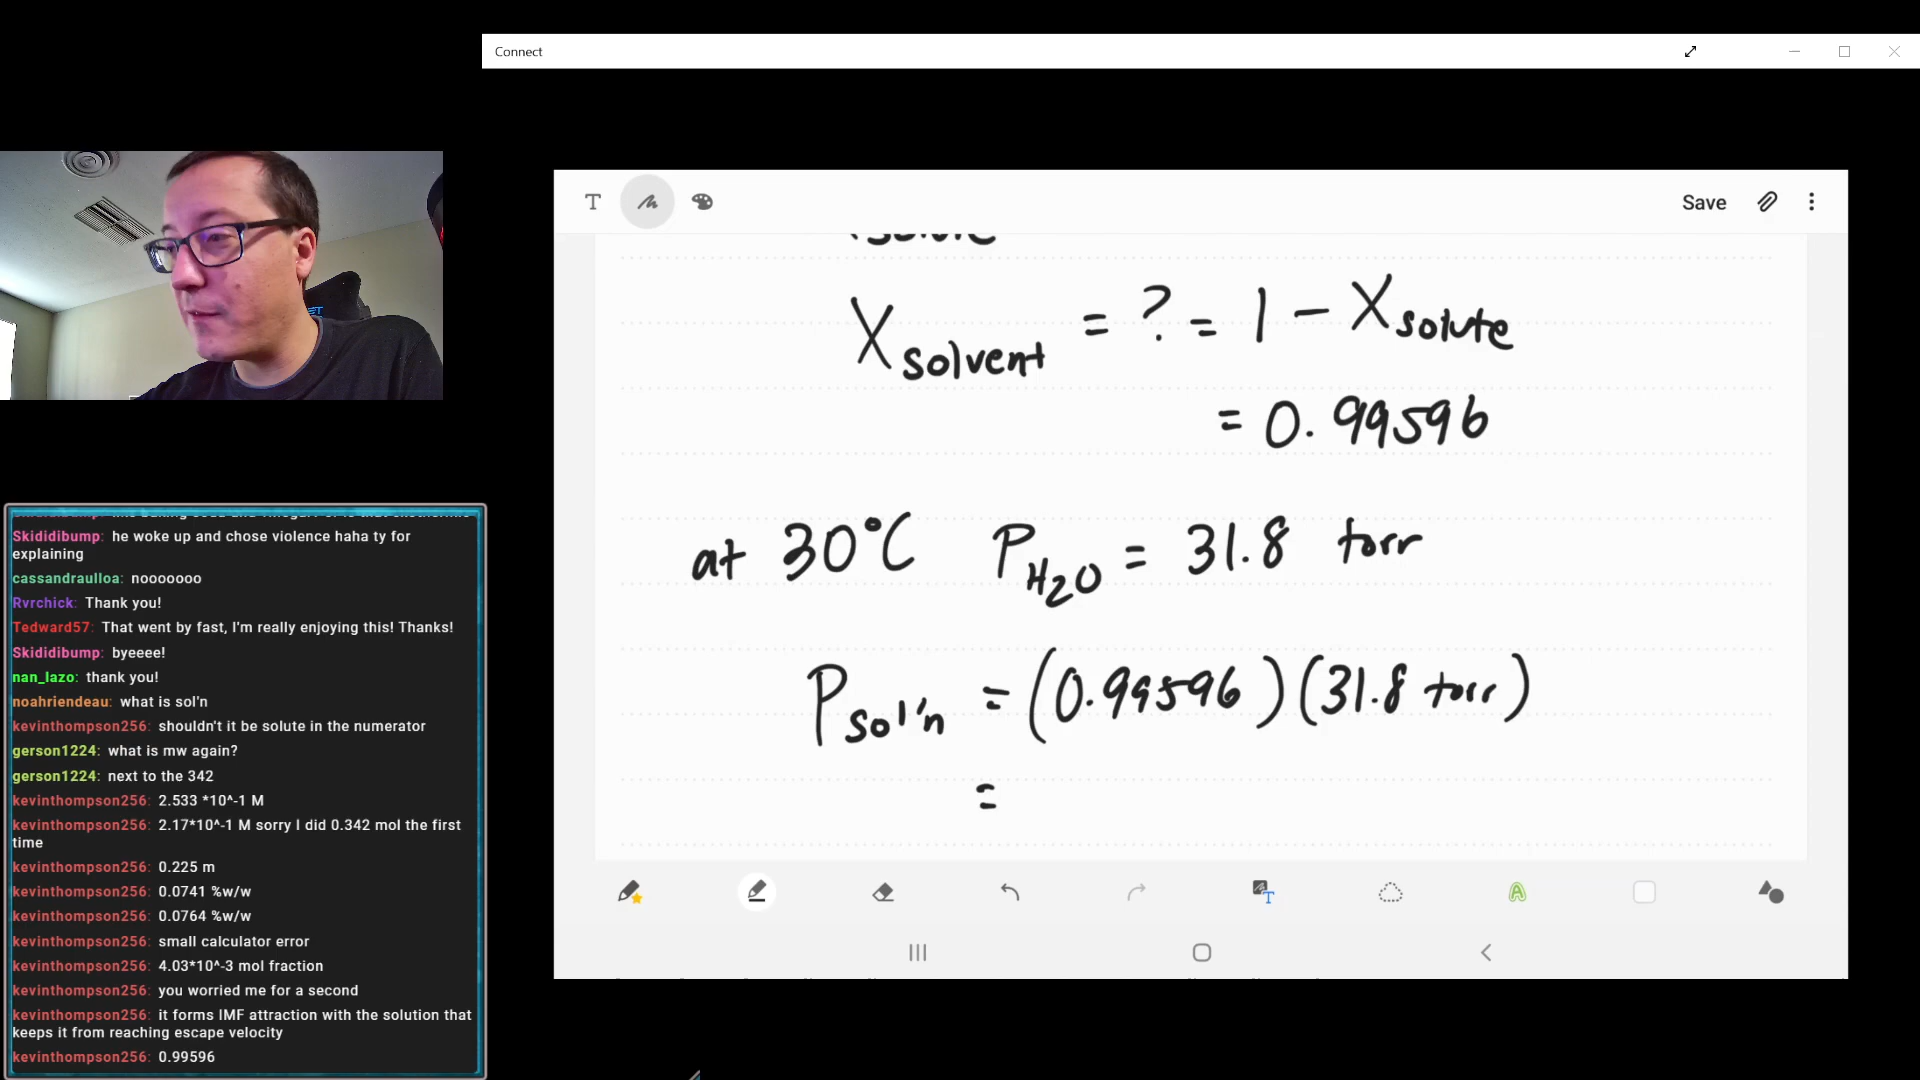 Connect
T
Save
Xsolvent = ? = 1 - Xsolute
= 0.99596
at 30°C PH2O = 31.8 torr
Psol'n = (0.99596)(31.8 torr)
=
Skididibump: he woke up and chose violence haha ty for
explaining
cassandraulloa: nooooooo
Rvrchick: Thank you!
Tedward57: That went by fast, I'm really enjoying this! Thanks!
Skididibump: byeeee!
nan_lazo: thank you!
noahriendeau: what is sol'n
kevinthompson256: shouldn't it be solute in the numerator
gerson1224: what is mw again?
gerson1224: next to the 342
kevinthompson256: 2.533 *10^-1 M
kevinthompson256: 2.17*10^-1 M sorry I did 0.342 mol the first
time
kevinthompson256: 0.225 m
kevinthompson256: 0.0741 %w/w
kevinthompson256: 0.0764 %w/w
kevinthompson256: small calculator error
kevinthompson256: 4.03*10^-3 mol fraction
kevinthompson256: you worried me for a second
kevinthompson256: it forms IMF attraction with the solution that
keeps it from reaching escape velocity
kevinthompson256: 0.99596